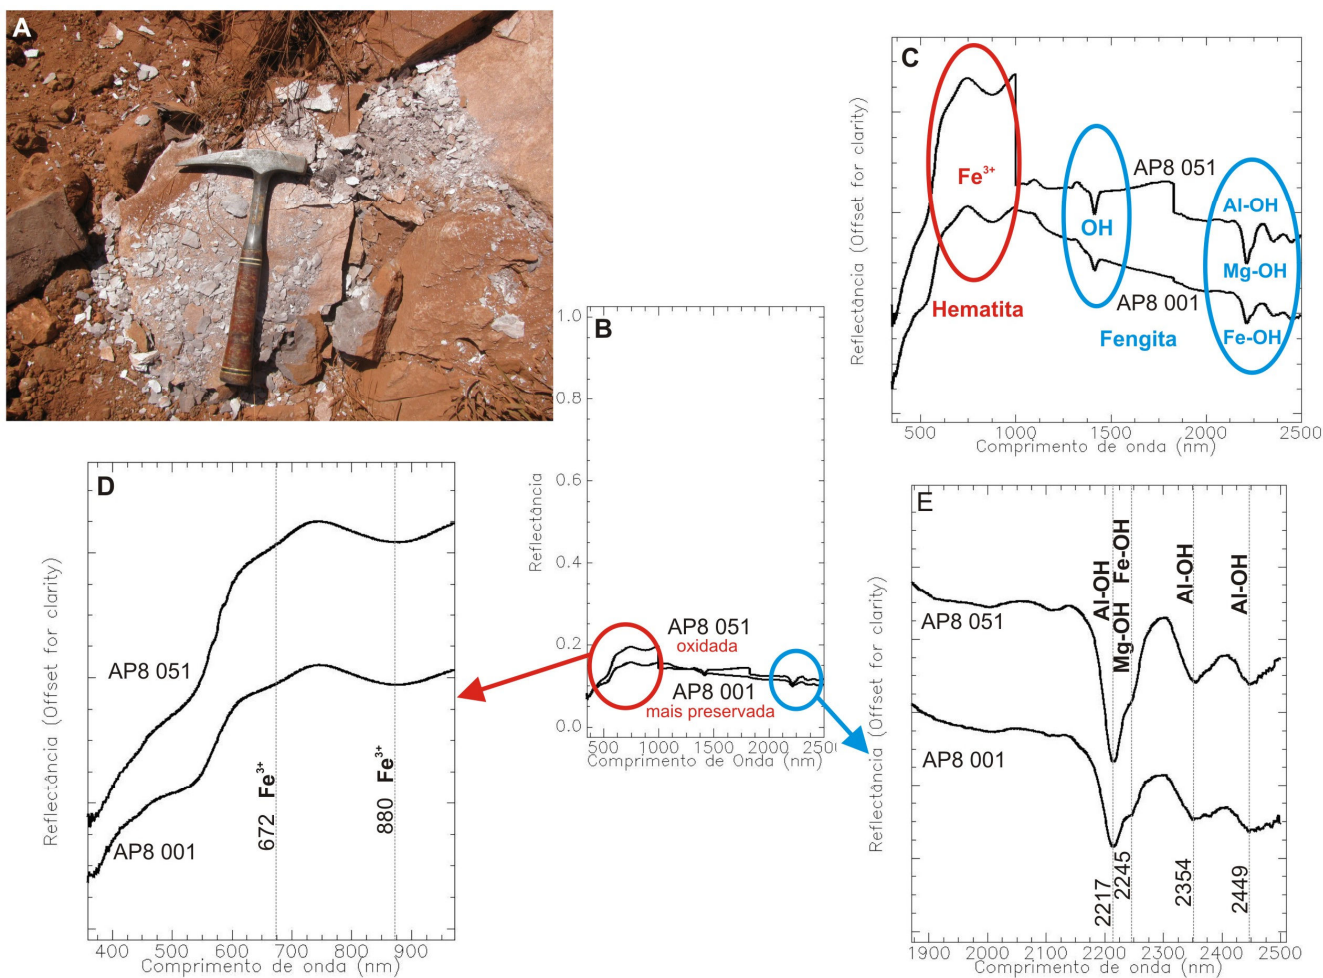 A
C
Reflectância (Offset for clarity)
AP8 051
Fe³⁺
Al-OH
OH
Mg-OH
AP8 001
Hematita
Fengita
Fe-OH
500 1000 1500 2000 2500
Comprimento de onda (nm)
B
Reflectância
1.0
0.8
0.6
0.4
0.2
0.0
AP8 051
oxidada
AP8 001
mais preservada
500 1000 1500 2000 250
Comprimento de Onda (nm)
D
Reflectância (Offset for clarity)
AP8 051
AP8 001
672 Fe³⁺
880 Fe³⁺
400 500 600 700 800 900
Comprimento de onda (nm)
E
Reflectância (Offset for clarity)
Al-OH
Mg-OH Fe-OH
Al-OH
Al-OH
AP8 051
AP8 001
2217
2245
2354
2449
1900 2000 2100 2200 2300 2400 2500
Comprimento de onda (nm)